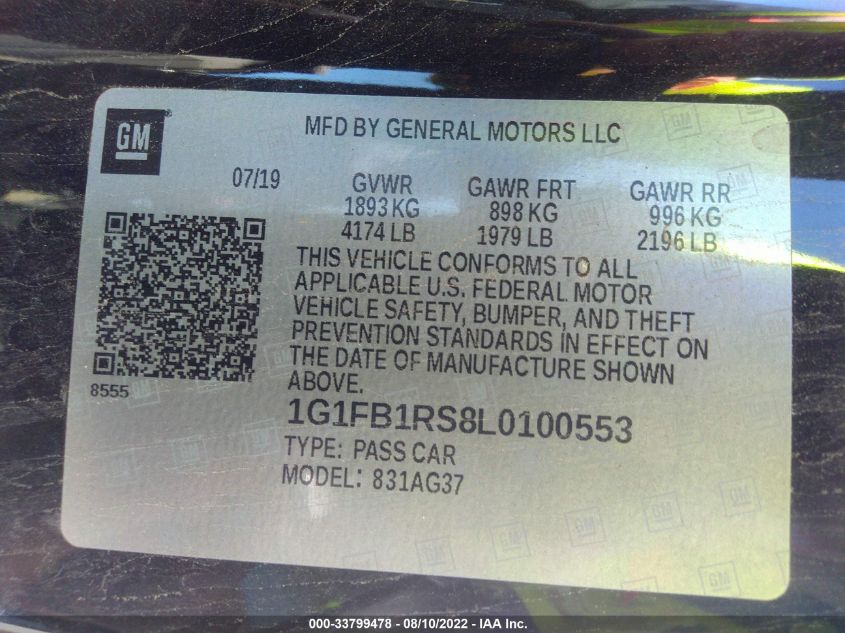 GM
MFD BY GENERAL MOTORS LLC
07/19 GVWR GAWR FRT GAWR RR
1893 KG 898 KG 996 KG
4174 LB 1979 LB 2196 LB
THIS VEHICLE CONFORMS TO ALL
APPLICABLE U.S. FEDERAL MOTOR
VEHICLE SAFETY, BUMPER, AND THEFT
PREVENTION STANDARDS IN EFFECT ON
THE DATE OF MANUFACTURE SHOWN
ABOVE.
8555
1G1FB1RS8L0100553
TYPE: PASS CAR
MODEL: 831AG37
000-33799478 — 08/10/2022 — IAA Inc.